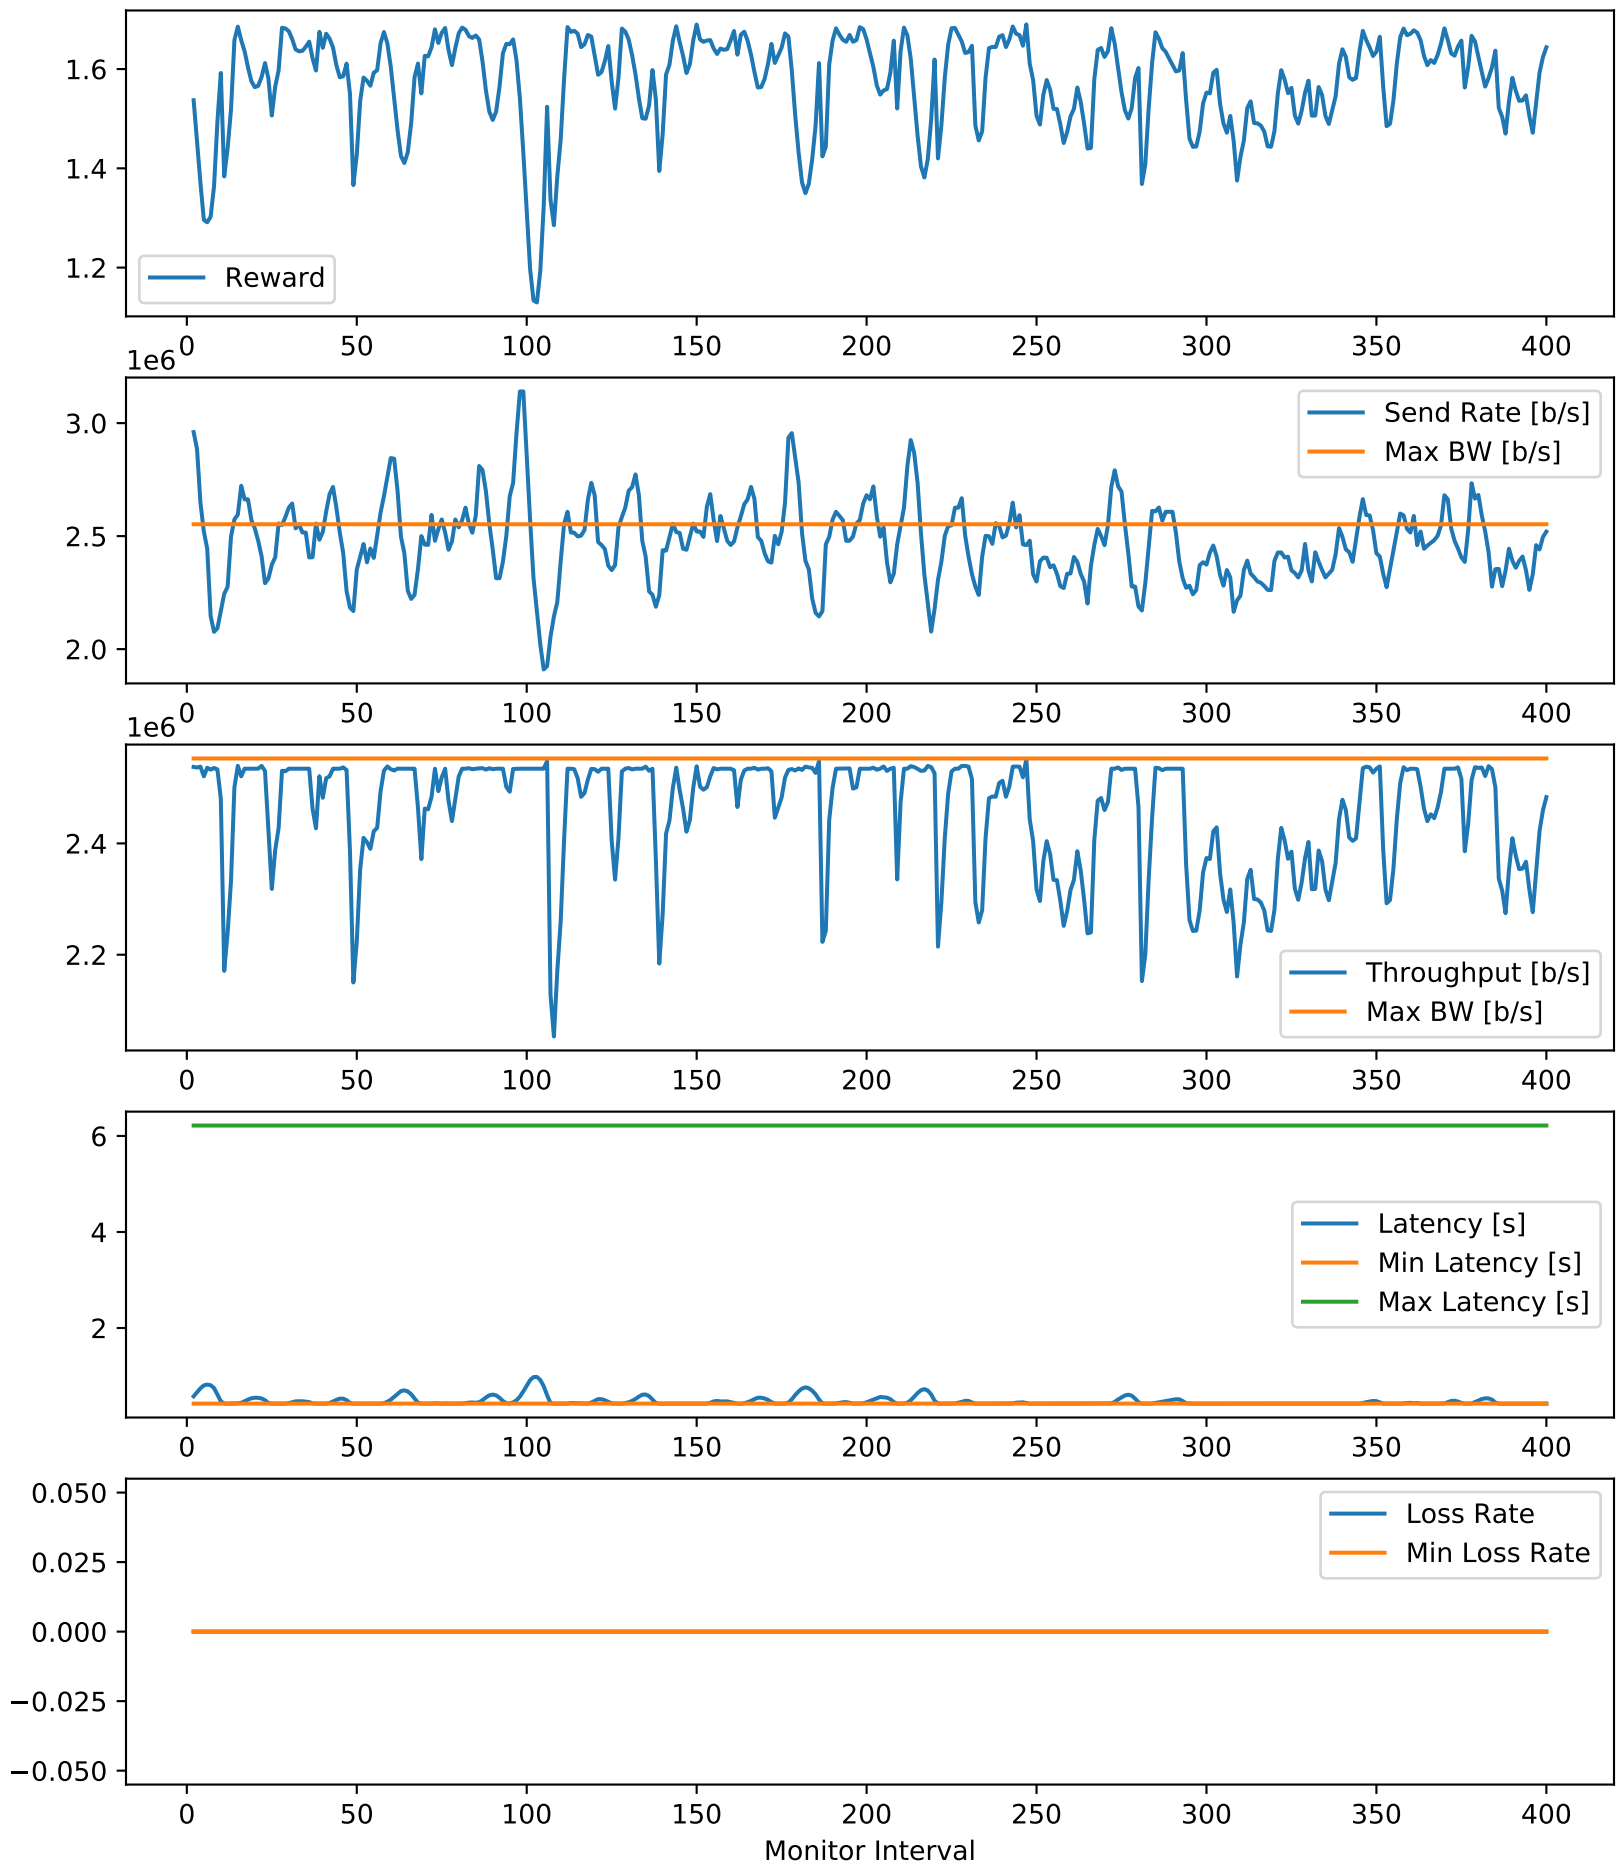 1.6
1.4
1.2
Reward
0 50 100 150 200 250 300 350 400
1e6
3.0
2.5
2.0
Send Rate [b/s]
Max BW [b/s]
0 50 100 150 200 250 300 350 400
1e6
2.4
2.2
Throughput [b/s]
Max BW [b/s]
0 50 100 150 200 250 300 350 400
6
4
2
Latency [s]
Min Latency [s]
Max Latency [s]
0 50 100 150 200 250 300 350 400
0.050
0.025
0.000
−0.025
−0.050
Loss Rate
Min Loss Rate
0 50 100 150 200 250 300 350 400
Monitor Interval